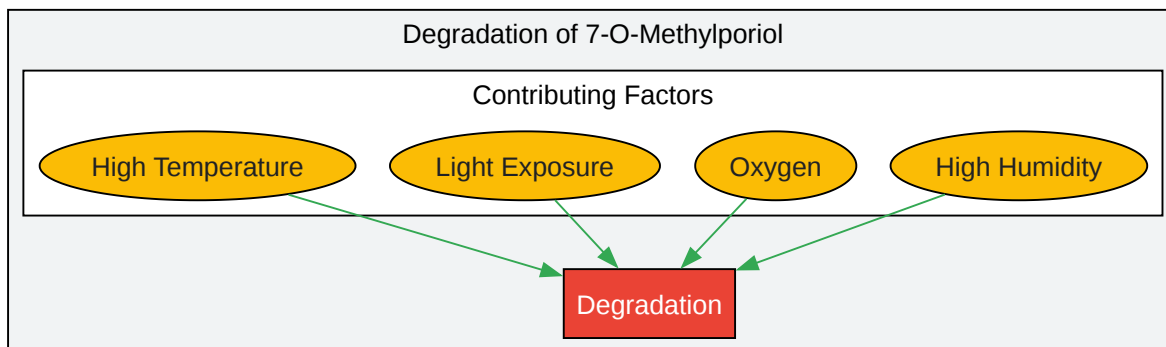 Degradation of 7-O-Methylporiol
Contributing Factors
High Temperature
Light Exposure
Oxygen
High Humidity
Degradation